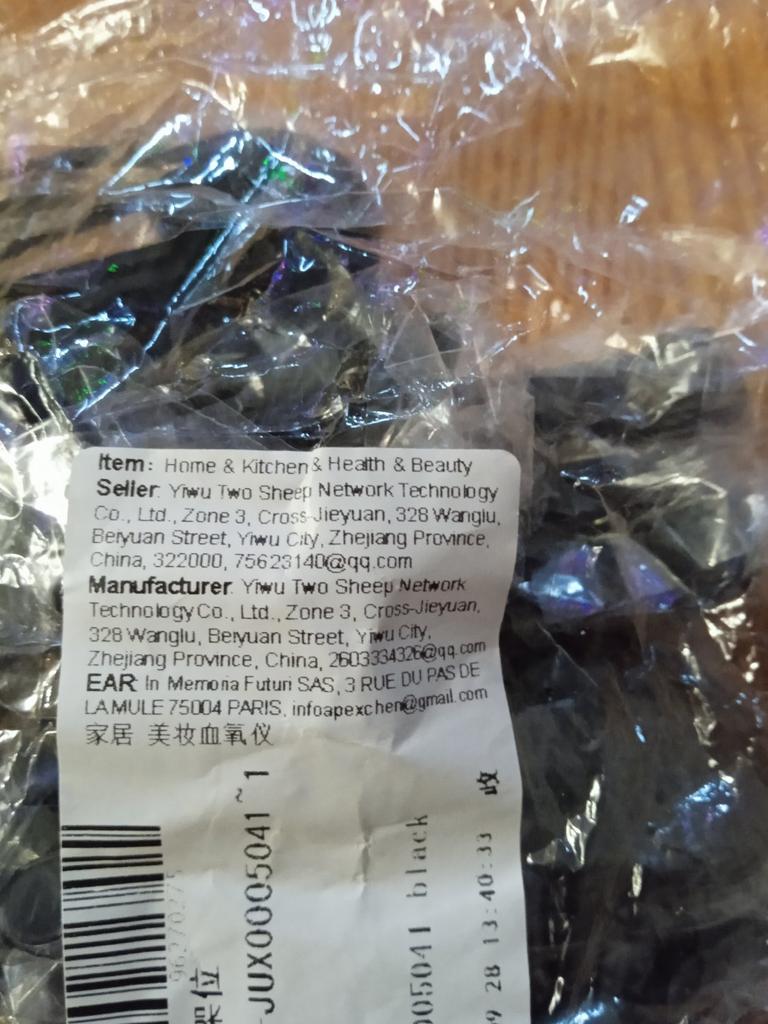 Item: Home & Kitchen & Health & Beauty
Seller: Yiwu Two Sheep Network Technology
Co., Ltd., Zone 3, Cross-Jieyuan, 328 Wanglu,
Beiyuan Street, Yiwu City, Zhejiang Province,
China, 322000, 75623140@qq.com
Manufacturer: Yiwu Two Sheep Network
Technology Co., Ltd., Zone 3, Cross-Jieyuan,
328 Wanglu, Beiyuan Street, Yiwu City,
Zhejiang Province, China, 2603334326@qq.com
EAR: In Memoria Futuri SAS, 3 RUE DU PAS DE
LA MULE 75004 PARIS, infoapexchen@gmail.com
家居 美妆血氧仪
架位
-JUX0005041~1
005041 black
28 13:40:33 收